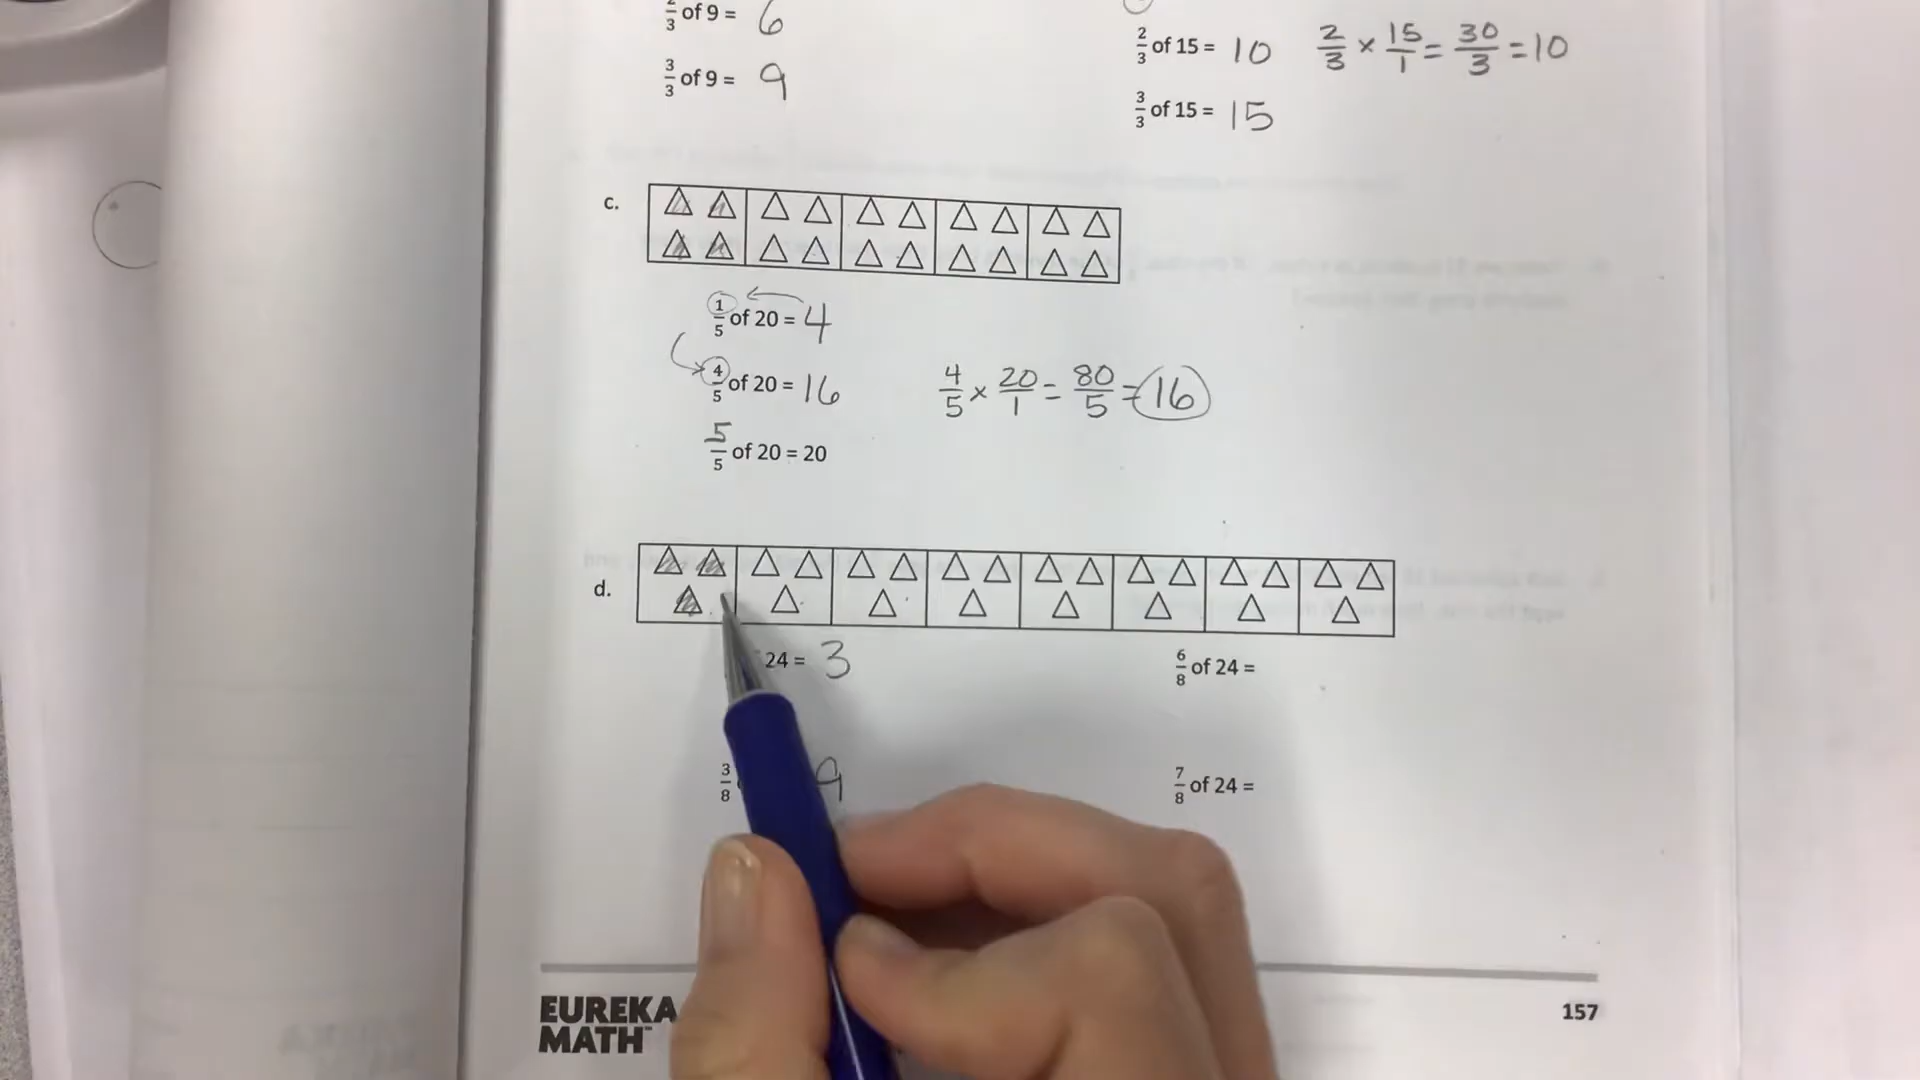 2/3 of 9 = 6
3/3 of 9 = 9
2/3 of 15 = 10 2/3 × 15/1 = 30/3 = 10
3/3 of 15 = 15
c.
1/5 of 20 = 4
4/5 of 20 = 16 4/5 × 20/1 = 80/5 = 16
5/5 of 20 = 20
d.
24 = 3
6/8 of 24 =
3/8 9
7/8 of 24 =
EUREKA
MATH™
157